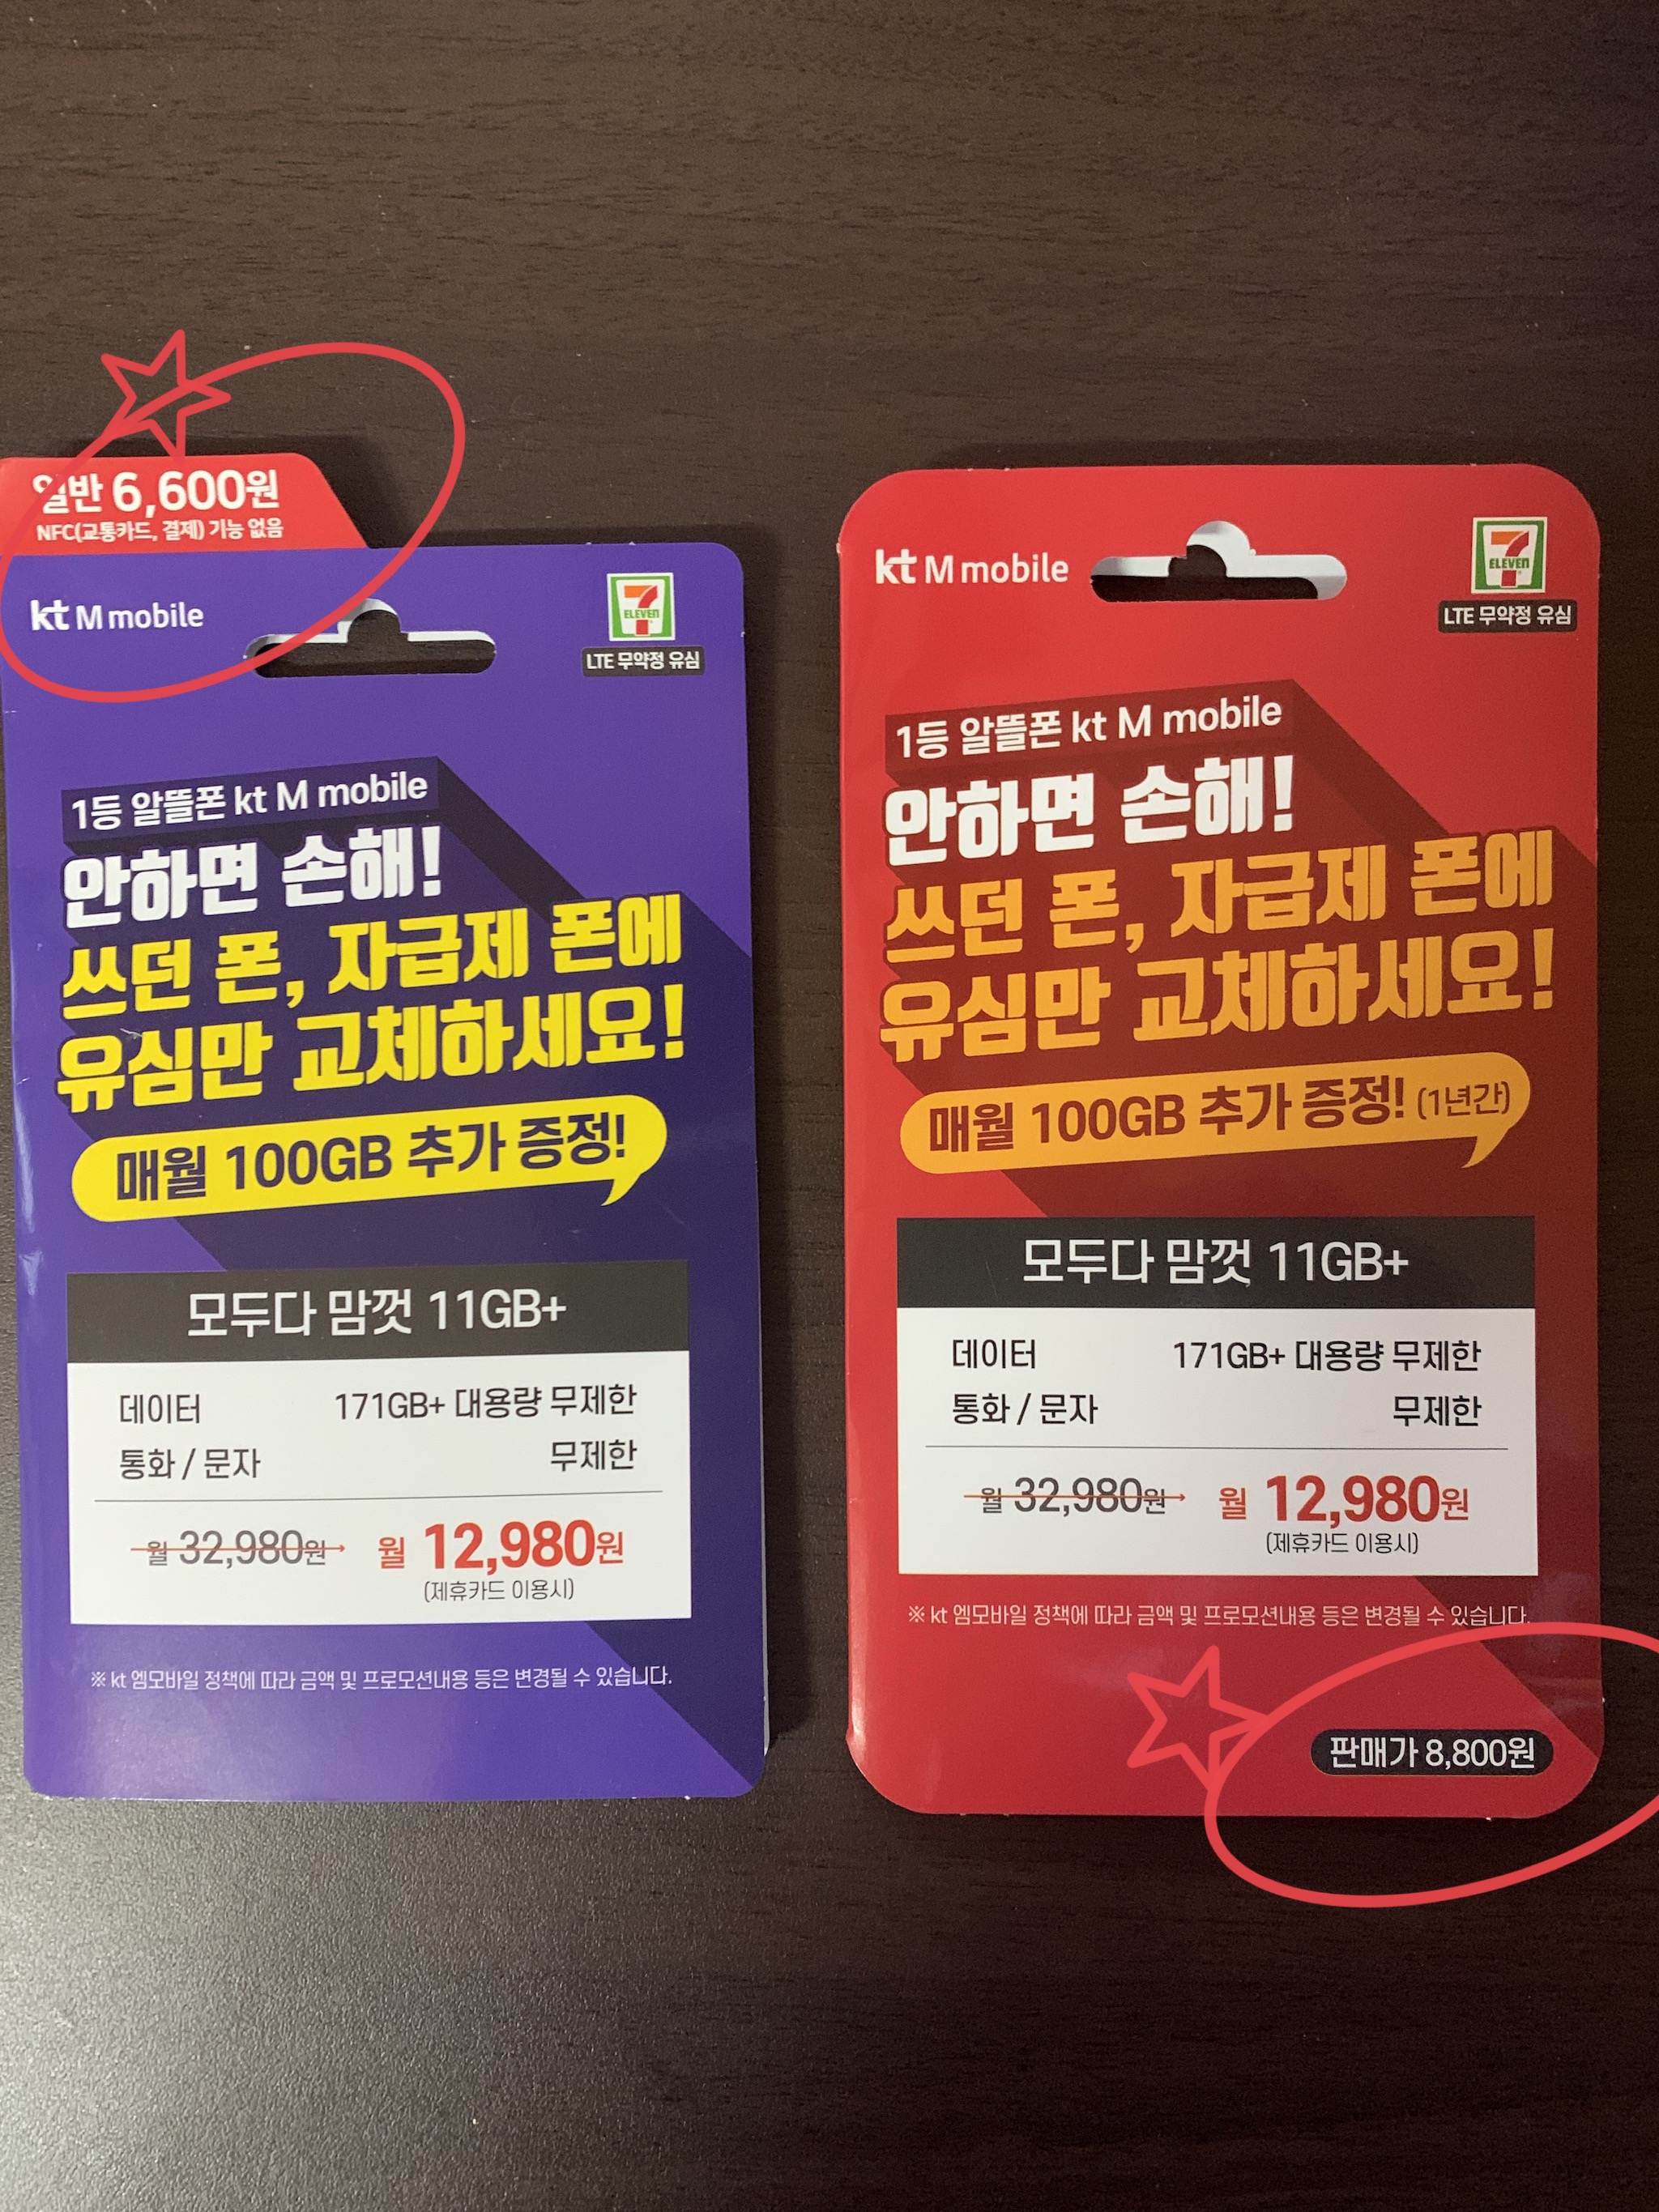 일반 6,600원
NFC(교통카드, 결제) 기능 없음
kt M mobile
7
ELEVEN
LTE 무약정 유심
1등 알뜰폰 kt M mobile
안하면 손해!
쓰던 폰, 자급제 폰에
유심만 교체하세요!
매월 100GB 추가 증정!
모두다 맘껏 11GB+
데이터 171GB+ 대용량 무제한
통화 / 문자 무제한
월 32,980원 월 12,980원
(제휴카드 이용시)
※ kt 엠모바일 정책에 따라 금액 및 프로모션내용 등은 변경될 수 있습니다.
kt M mobile
7
ELEVEN
LTE 무약정 유심
1등 알뜰폰 kt M mobile
안하면 손해!
쓰던 폰, 자급제 폰에
유심만 교체하세요!
매월 100GB 추가 증정! (1년간)
모두다 맘껏 11GB+
데이터 171GB+ 대용량 무제한
통화 / 문자 무제한
월 32,980원 월 12,980원
(제휴카드 이용시)
※ kt 엠모바일 정책에 따라 금액 및 프로모션내용 등은 변경될 수 있습니다.
판매가 8,800원